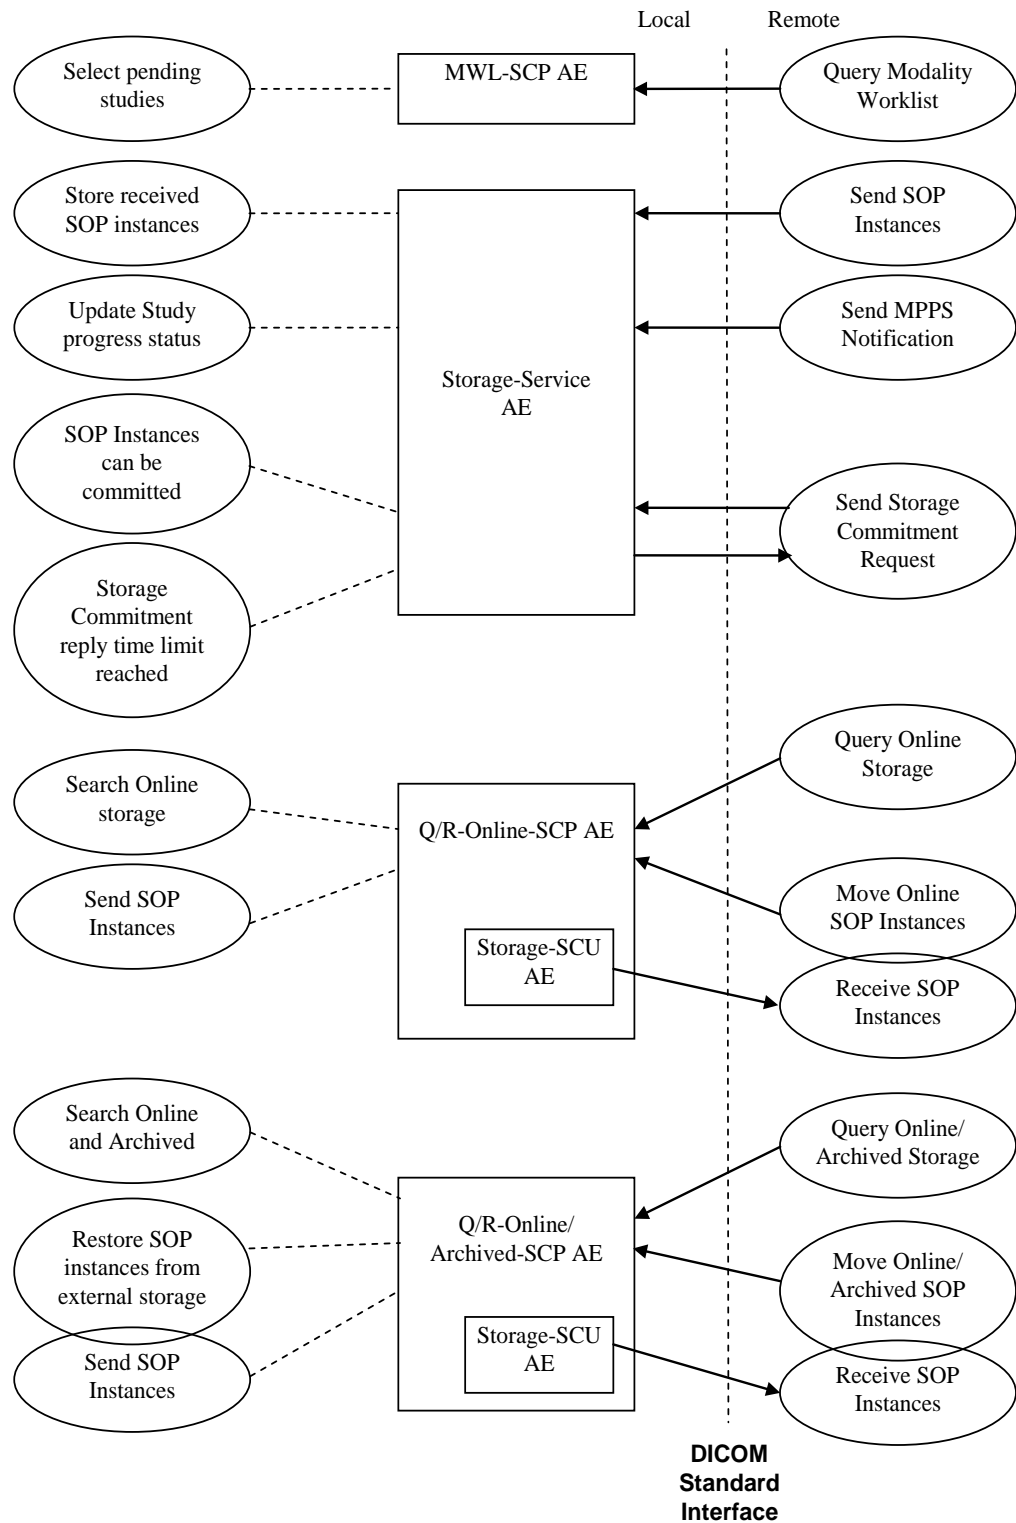 Local
Remote
Select pending
studies
MWL-SCP AE
Query Modality
Worklist
Store received
SOP instances
Send SOP
Instances
Update Study
progress status
Send MPPS
Notification
Storage-Service
AE
SOP Instances
can be
committed
Send Storage
Commitment
Request
Storage
Commitment
reply time limit
reached
Query Online
Storage
Search Online
storage
Q/R-Online-SCP AE
Send SOP
Instances
Move Online
SOP Instances
Storage-SCU
AE
Receive SOP
Instances
Search Online
and Archived
Query Online/
Archived Storage
Restore SOP
instances from
external storage
Q/R-Online/
Archived-SCP AE
Move Online/
Archived SOP
Instances
Send SOP
Instances
Storage-SCU
AE
Receive SOP
Instances
DICOM
Standard
Interface